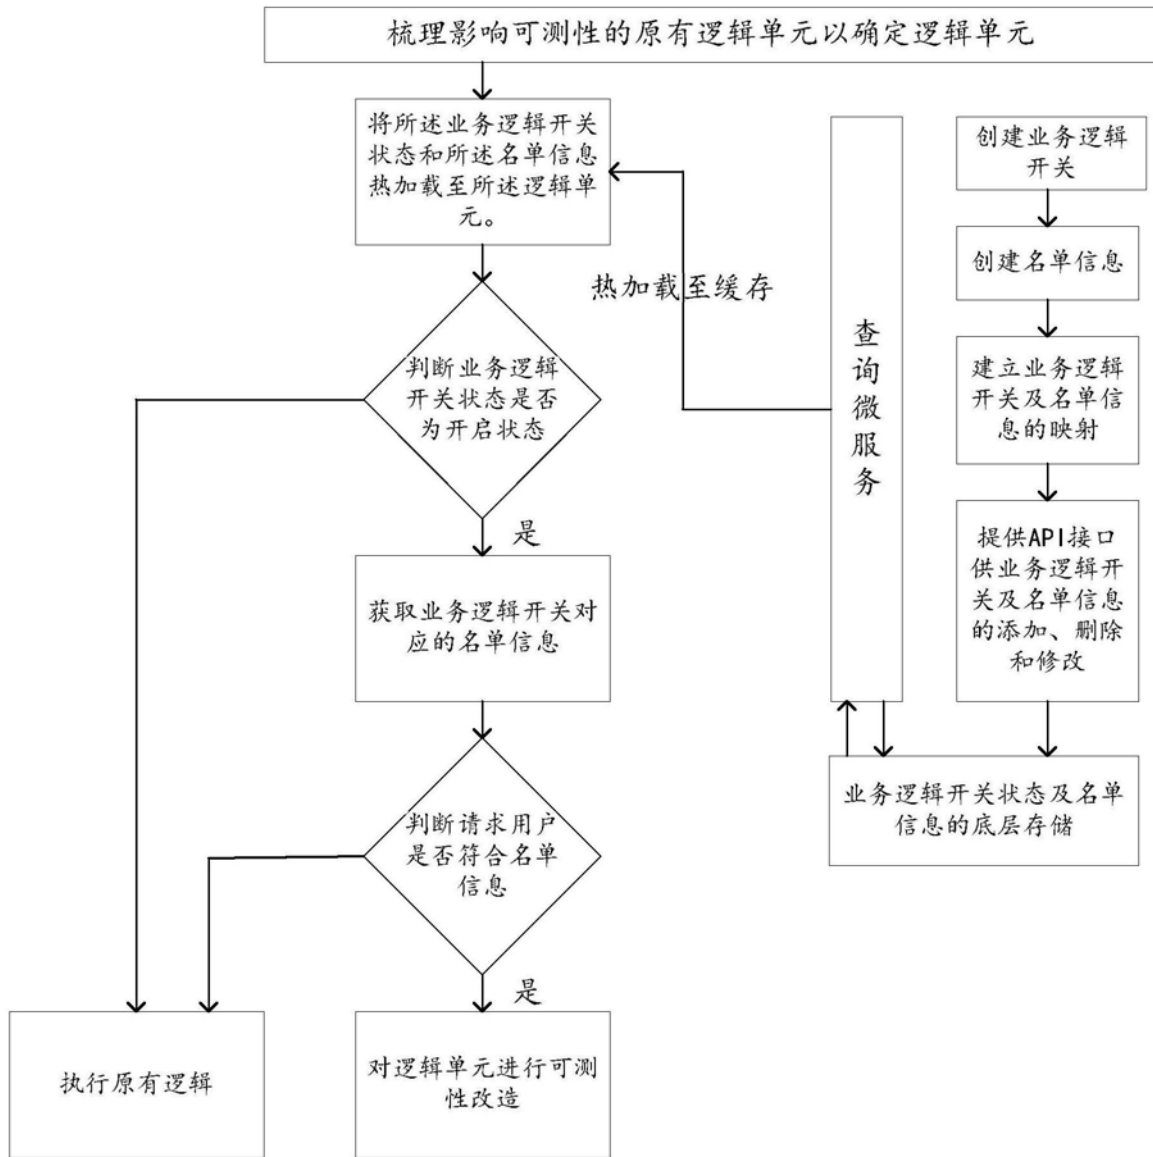 梳理影响可测性的原有逻辑单元以确定逻辑单元
将所述业务逻辑开关
状态和所述名单信息
热加载至所述逻辑单
元。
热加载至缓存
判断业务逻辑
开关状态是否
为开启状态
是
获取业务逻辑开关对
应的名单信息
判断请求用户
是否符合名单
信息
是
执行原有逻辑
对逻辑单元进行可测
性改造
查
询
微
服
务
创建业务逻辑
开关
创建名单信息
建立业务逻辑
开关及名单信
息的映射
提供API接口
供业务逻辑开
关及名单信息
的添加、删除
和修改
业务逻辑开关状态及名单
信息的底层存储